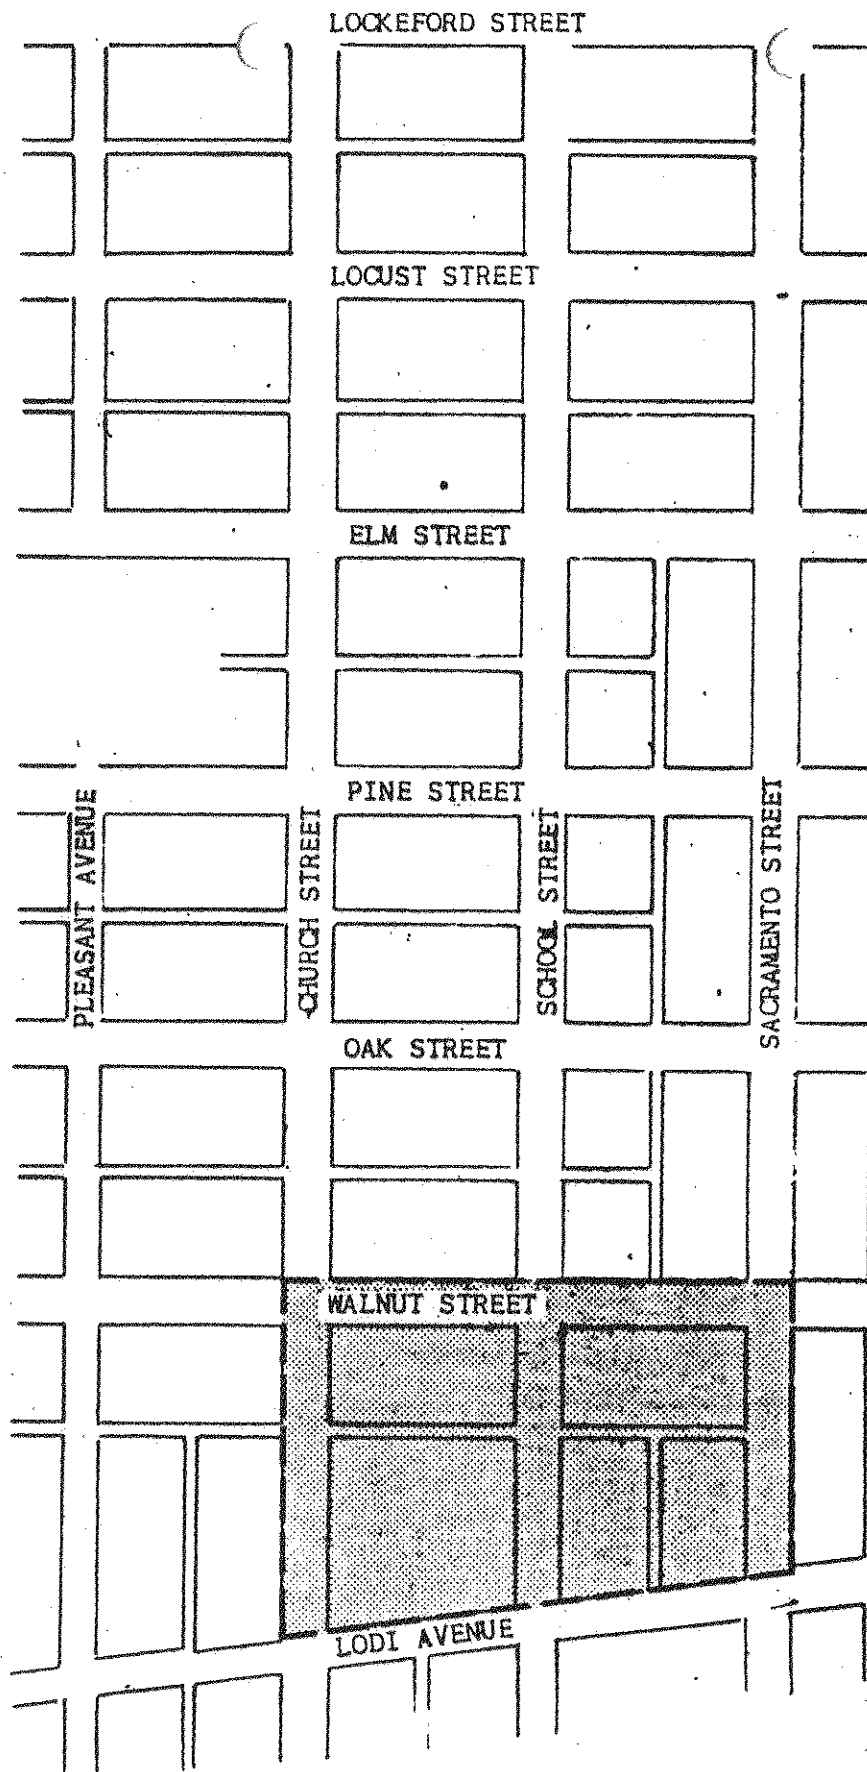 LOCKEFORD STREET
LOCUST STREET
ELM STREET
PINE STREET
PLEASANT AVENUE
CHURCH STREET
SCHOOL STREET
SACRAMENTO STREET
OAK STREET
WALNUT STREET
LODI AVENUE